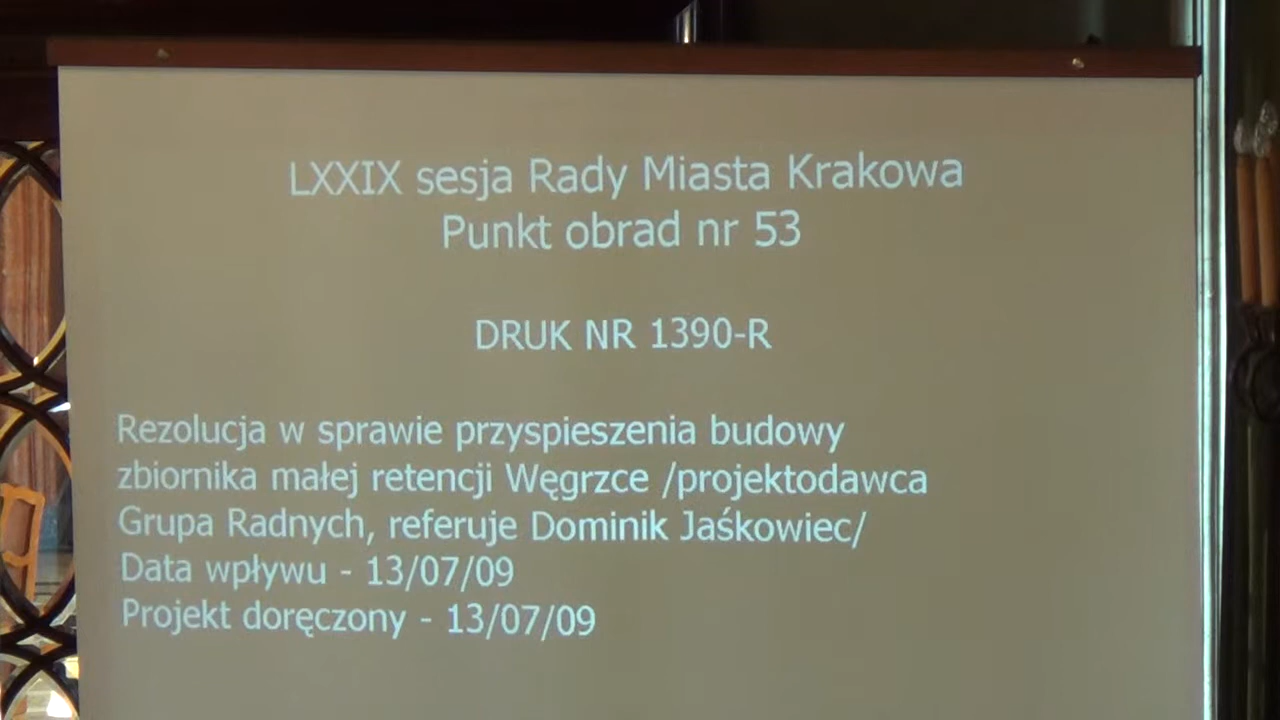 LXXIX sesja Rady Miasta Krakowa
Punkt obrad nr 53
DRUK NR 1390-R
Rezolucja w sprawie przyspieszenia budowy
zbiornika małej retencji Węgrzce /projektodawca
Grupa Radnych, referuje Dominik Jaśkowiec/
Data wpływu - 13/07/09
Projekt doręczony - 13/07/09